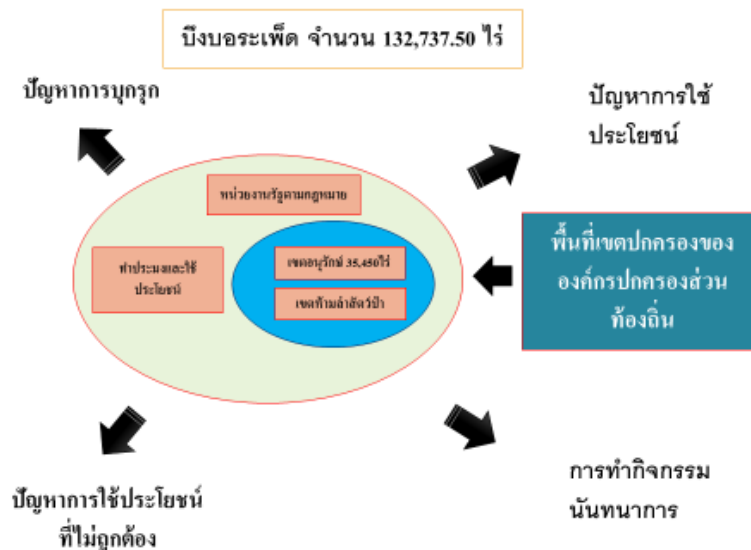 บึงบอระเพ็ด จำนวน 132,737.50 ไร่
ปัญหาการบุกรุก
ปัญหาการใช้
ประโยชน์
หน่วยงานรัฐตามกฎหมาย
ทำประมงและใช้
ประโยชน์
เขตอนุรักษ์ 35,450ไร่
เขตห้ามล่าสัตว์ป่า
พื้นที่เขตปกครองของ
องค์กรปกครองส่วน
ท้องถิ่น
ปัญหาการใช้ประโยชน์
ที่ไม่ถูกต้อง
การทำกิจกรรม
นันทนาการ